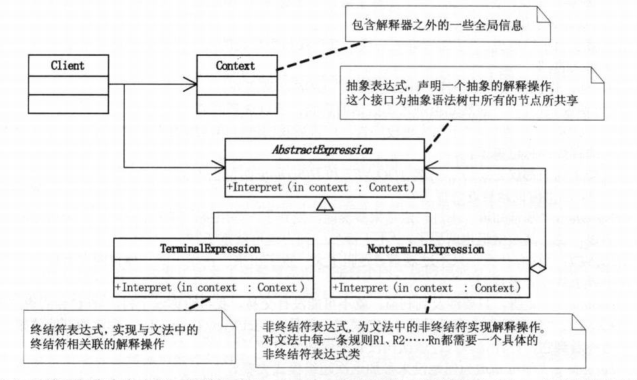 包含解释器之外的一些全局信息
Client
Context
抽象表达式，声明一个抽象的解释操作，
这个接口为抽象语法树中所有的节点所共享
AbstractExpression
+Interpret(in context : Context)
TerminalExpression
+Interpret(in context : Context)
NonterminalExpression
+Interpret(in context : Context)
终结符表达式，实现与文法中的
终结符相关联的解释操作
非终结符表达式，为文法中的非终结符实现解释操作。
对文法中每一条规则R1、R2……Rn都需要一个具体的
非终结符表达式类